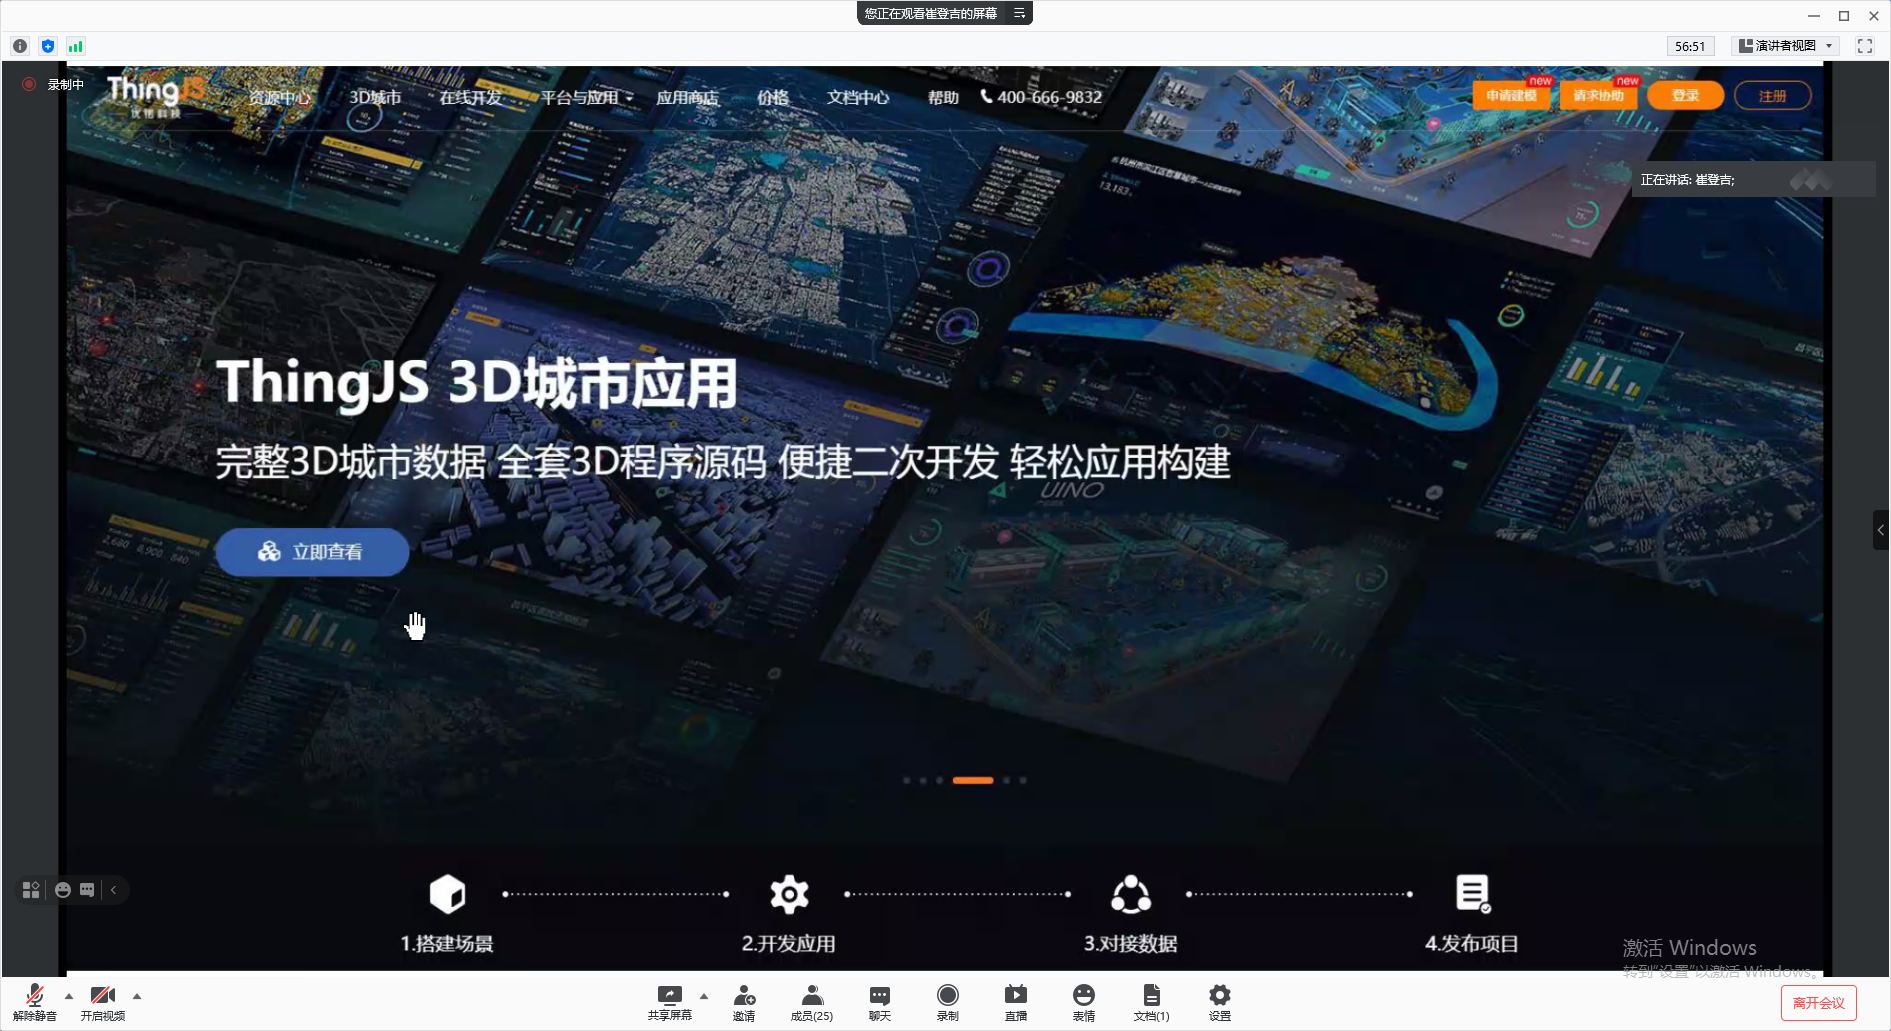 您正在观看崔登吉的屏幕
56:51
演讲者视图
录制中
ThingJS
优锘科技
资源中心
3D城市
在线开发
平台与应用
应用商店
价格
文档中心
帮助
400-666-9832
new
申请建模
new
请求协助
登录
注册
正在讲话: 崔登吉;
13,183
ThingJS 3D城市应用
完整3D城市数据 全套3D程序源码 便捷二次开发 轻松应用构建
UINO
立即查看
1.搭建场景
2.开发应用
3.对接数据
4.发布项目
激活 Windows
转到"设置"以激活 Windows。
解除静音
开启视频
共享屏幕
邀请
成员(25)
聊天
录制
直播
表情
文档(1)
设置
离开会议